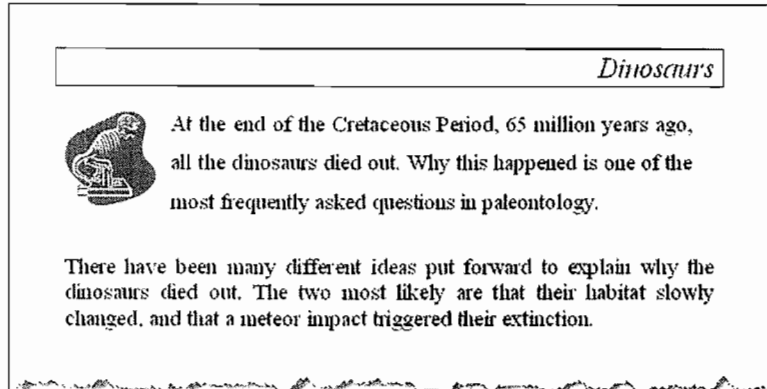 Dinosaurs
At the end of the Cretaceous Period, 65 million years ago,
all the dinosaurs died out. Why this happened is one of the
most frequently asked questions in paleontology.
There have been many different ideas put forward to explain why the
dinosaurs died out. The two most likely are that their habitat slowly
changed, and that a meteor impact triggered their extinction.